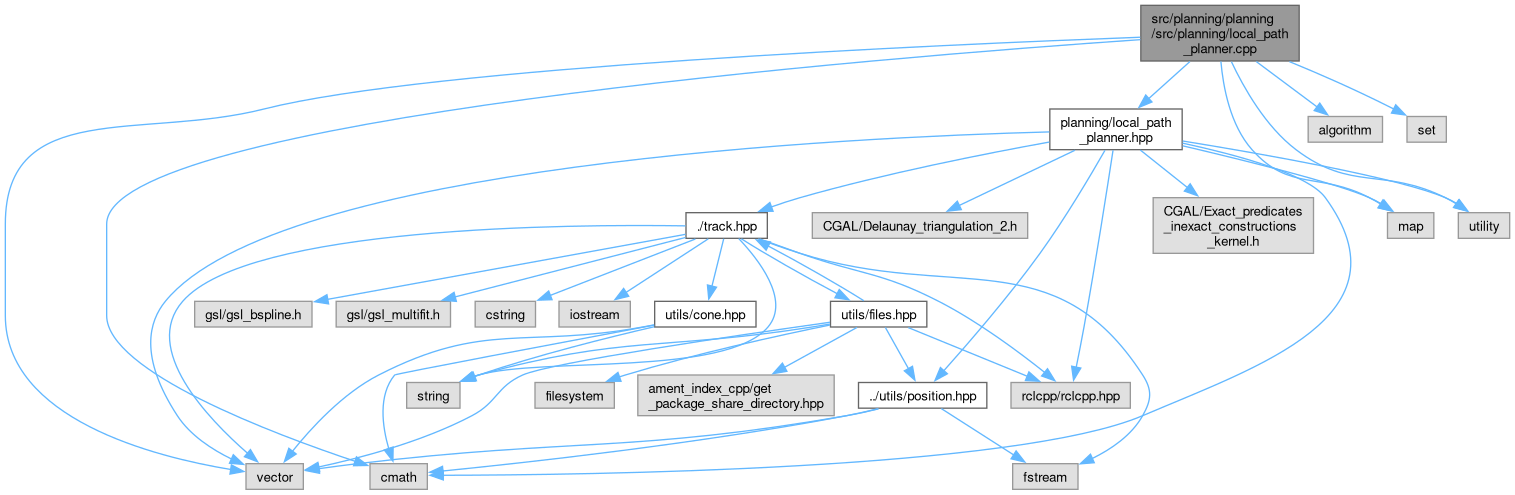 src/planning/planning
/src/planning/local_path
_planner.cpp
planning/local_path
_planner.hpp
algorithm
set
./track.hpp
CGAL/Delaunay_triangulation_2.h
CGAL/Exact_predicates
_inexact_constructions
_kernel.h
map
utility
gsl/gsl_bspline.h
gsl/gsl_multifit.h
cstring
iostream
utils/cone.hpp
utils/files.hpp
string
filesystem
ament_index_cpp/get
_package_share_directory.hpp
../utils/position.hpp
rclcpp/rclcpp.hpp
vector
cmath
fstream